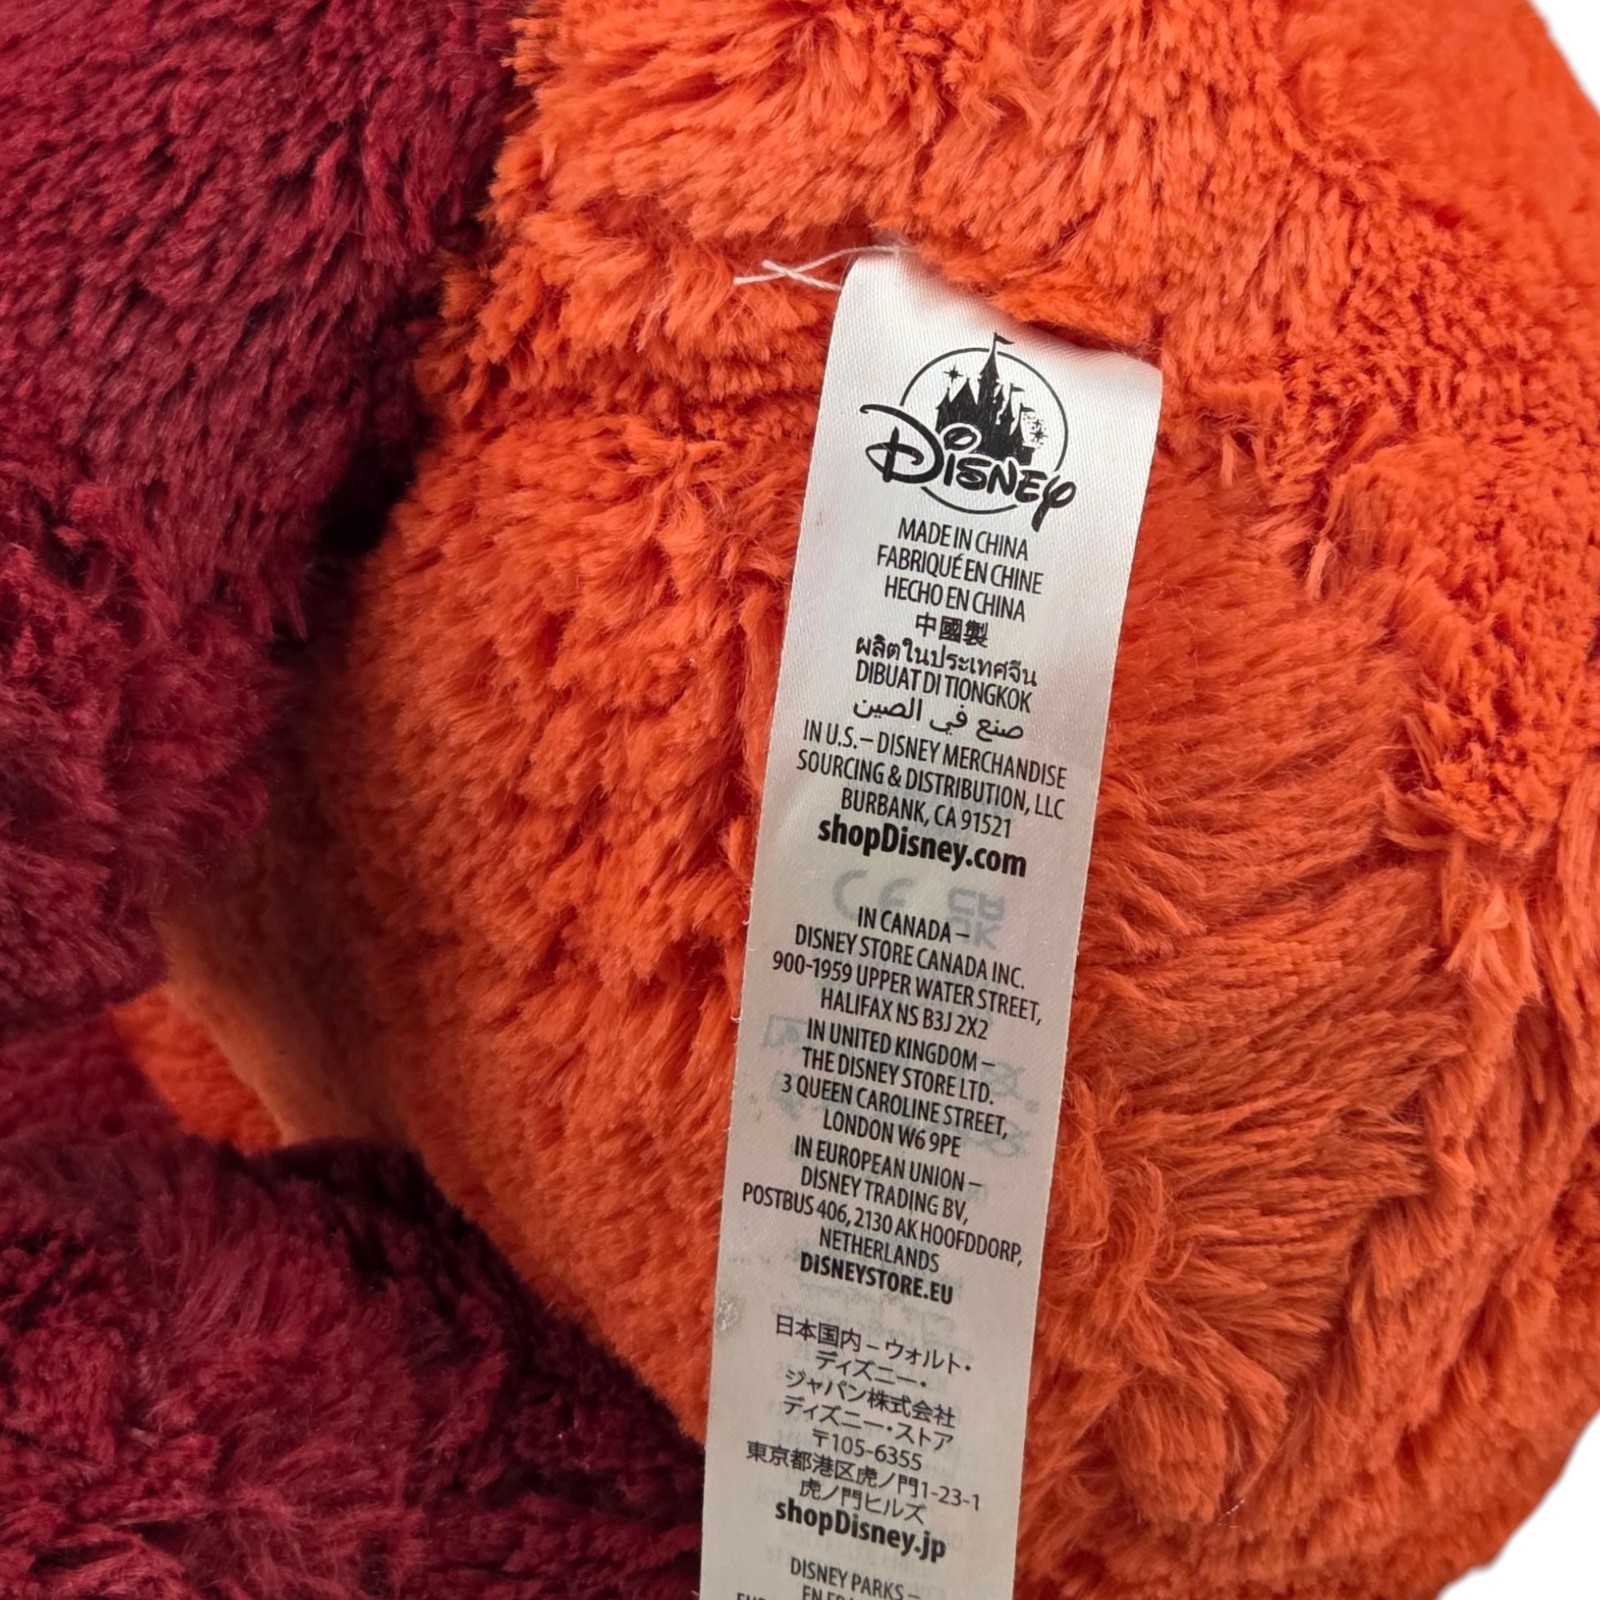 DISNEY
MADE IN CHINA
FABRIQUÉ EN CHINE
HECHO EN CHINA
中國製
ผลิตในประเทศจีน
DIBUAT DI TIONGKOK
صنع في الصين
IN U.S. – DISNEY MERCHANDISE
SOURCING & DISTRIBUTION, LLC
BURBANK, CA 91521
shopDisney.com
IN CANADA –
DISNEY STORE CANADA INC.
900-1959 UPPER WATER STREET,
HALIFAX NS B3J 2X2
IN UNITED KINGDOM –
THE DISNEY STORE LTD.
3 QUEEN CAROLINE STREET,
LONDON W6 9PE
IN EUROPEAN UNION –
DISNEY TRADING BV,
POSTBUS 406, 2130 AK HOOFDDORP,
NETHERLANDS
DISNEYSTORE.EU
日本国内 – ウォルト・
ディズニー・
ジャパン株式会社
ディズニー・ストア
〒105-6355
東京都港区虎ノ門1-23-1
虎ノ門ヒルズ
shopDisney.jp
DISNEY PARKS –